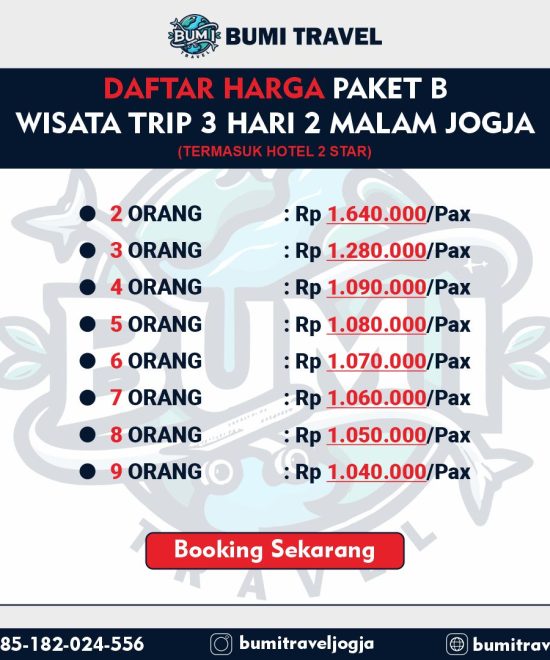 BUMI
TRAVEL
BUMI TRAVEL
DAFTAR HARGA PAKET B
WISATA TRIP 3 HARI 2 MALAM JOGJA
(TERMASUK HOTEL 2 STAR)
2 ORANG : Rp 1.640.000/Pax
3 ORANG : Rp 1.280.000/Pax
4 ORANG : Rp 1.090.000/Pax
5 ORANG : Rp 1.080.000/Pax
6 ORANG : Rp 1.070.000/Pax
7 ORANG : Rp 1.060.000/Pax
8 ORANG : Rp 1.050.000/Pax
9 ORANG : Rp 1.040.000/Pax
BUMI
TRAVEL
Booking Sekarang
85-182-024-556 bumitraveljogja bumitrav